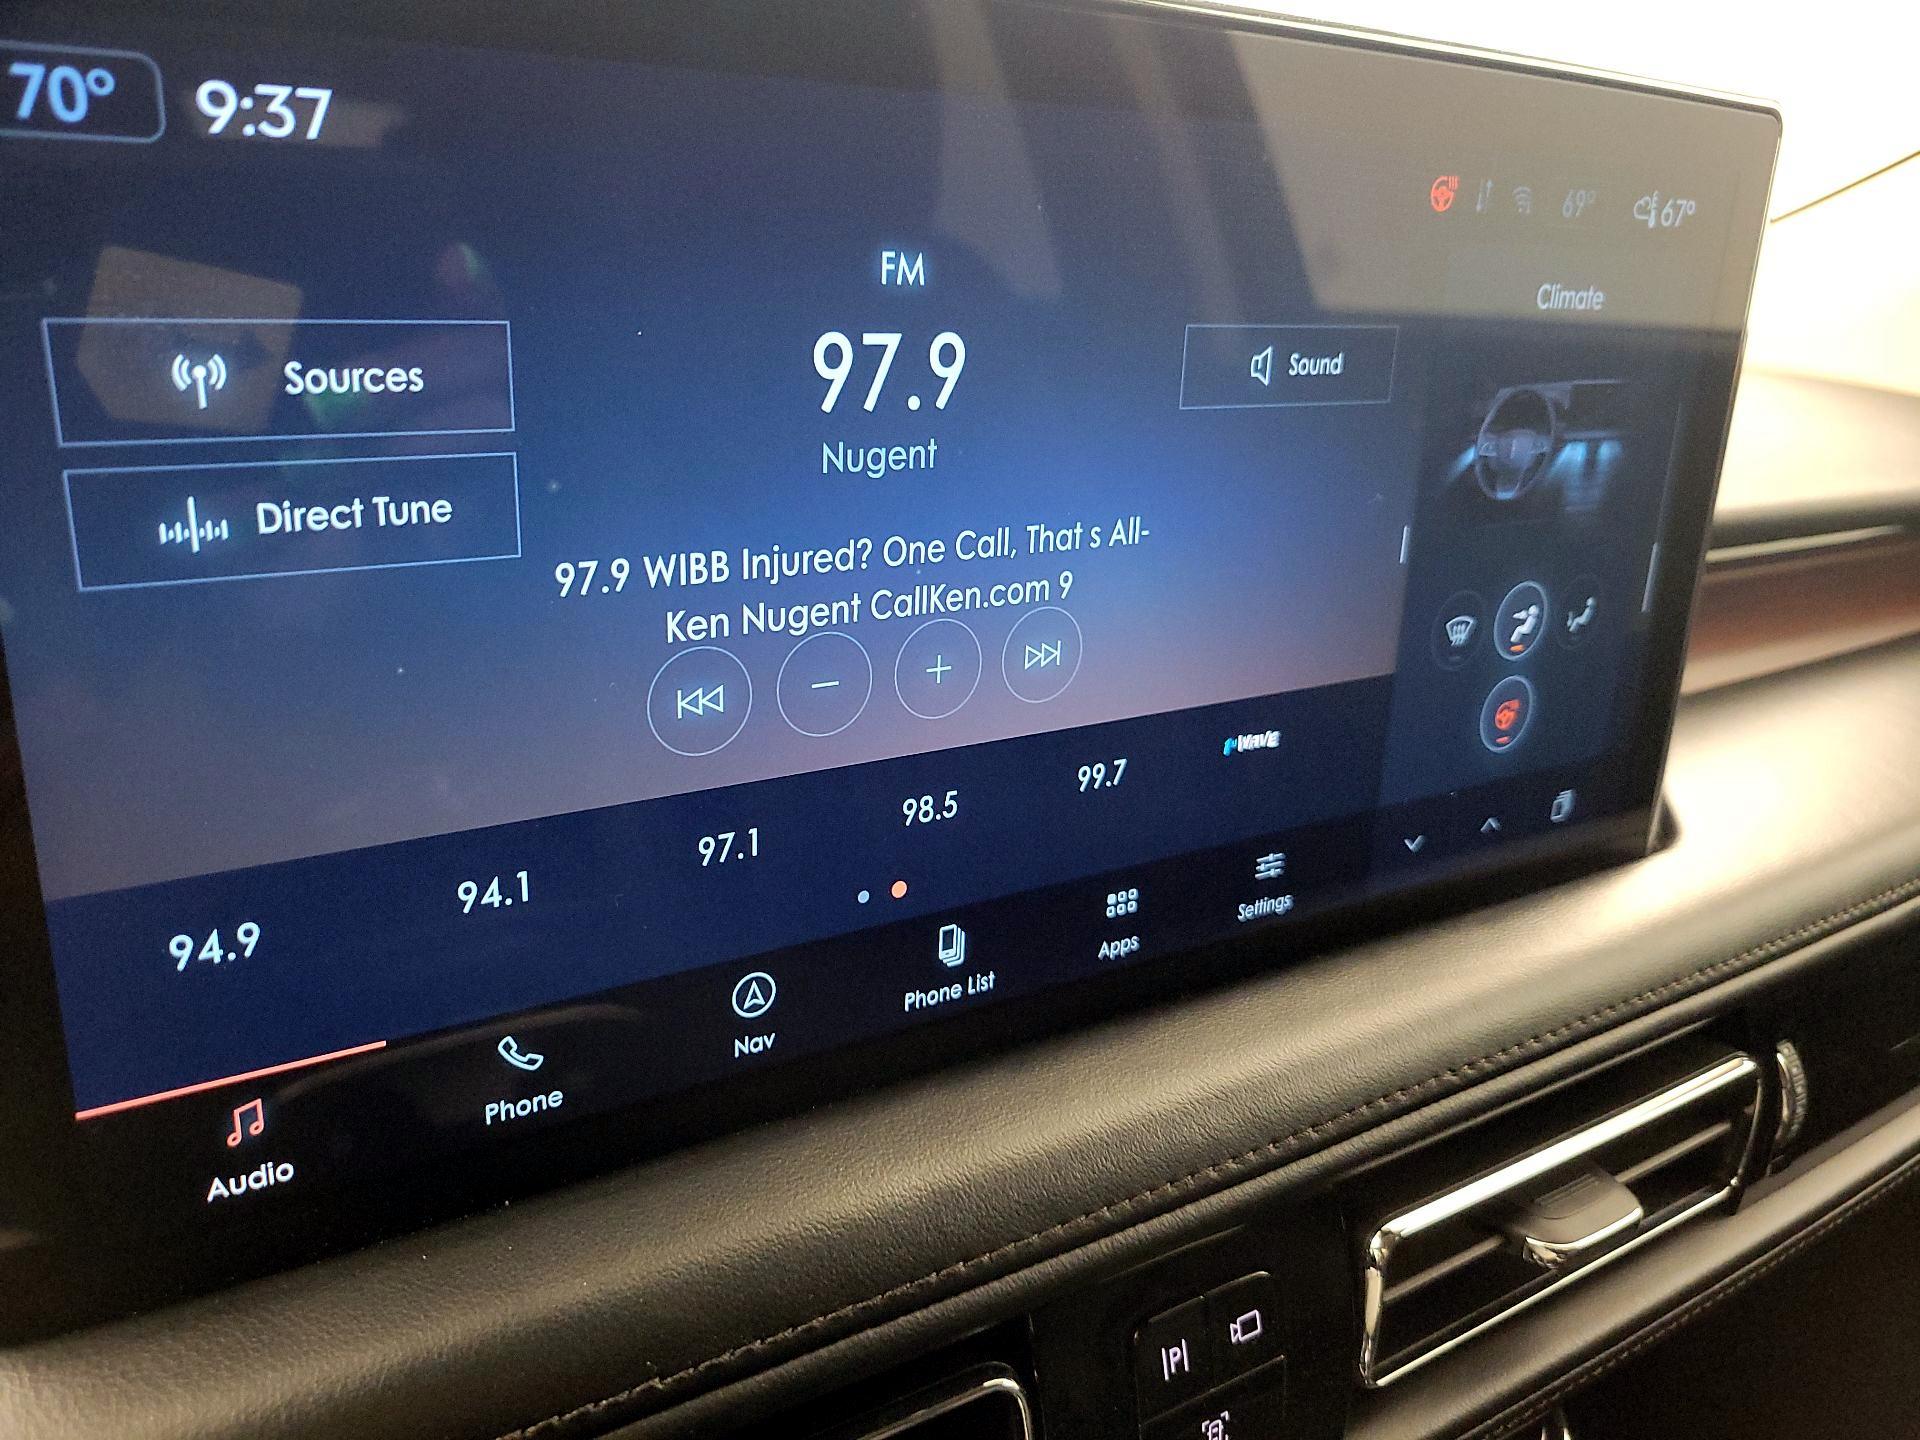 70° 9:37
69° 67°
FM
Climate
Sources
97.9
Sound
Nugent
Direct Tune
97.9 WIBB Injured? One Call, That s All-
Ken Nugent CallKen.com 9
94.9 94.1 97.1 98.5 99.7 1st WAVE
Audio Phone Nav Phone List Apps Settings
|P|